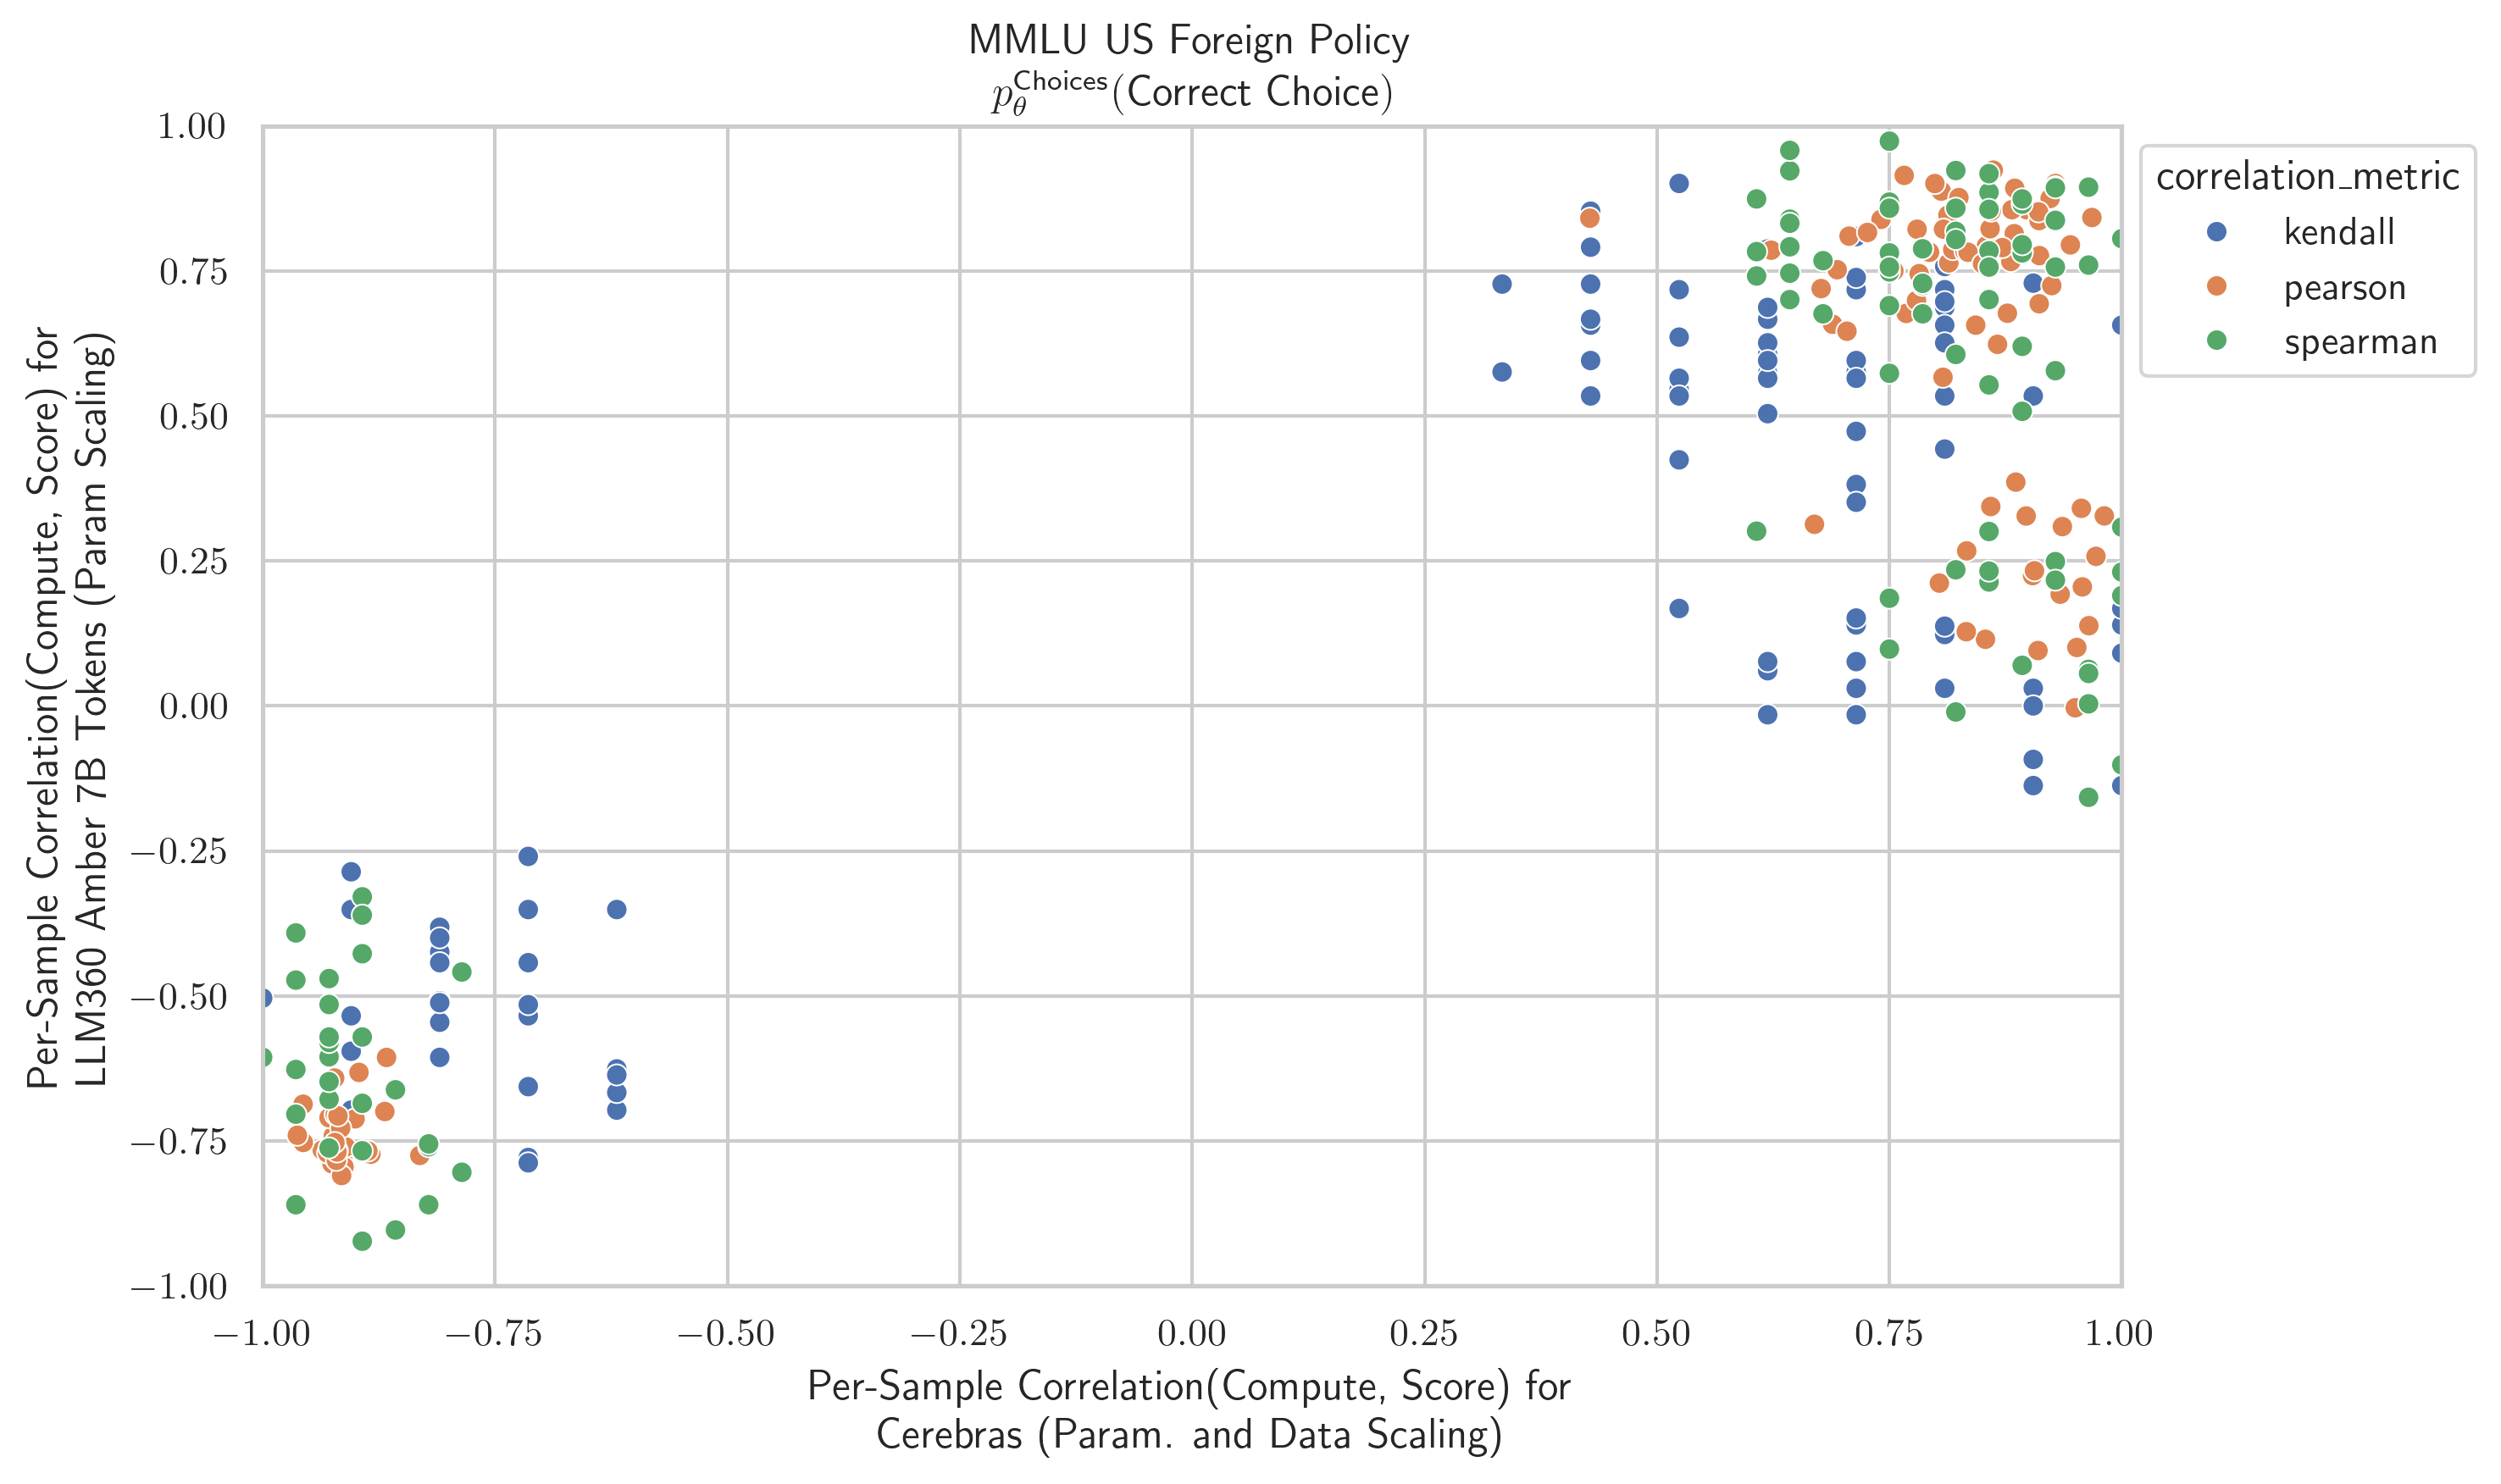 MMLU US Foreign Policy
p_θ^Choices(Correct Choice)
1.00
0.75
0.50
0.25
0.00
−0.25
−0.50
−0.75
−1.00
Per-Sample Correlation(Compute, Score) for
LLM360 Amber 7B Tokens (Param Scaling)
correlation_metric
kendall
pearson
spearman
−1.00 −0.75 −0.50 −0.25 0.00 0.25 0.50 0.75 1.00
Per-Sample Correlation(Compute, Score) for
Cerebras (Param. and Data Scaling)